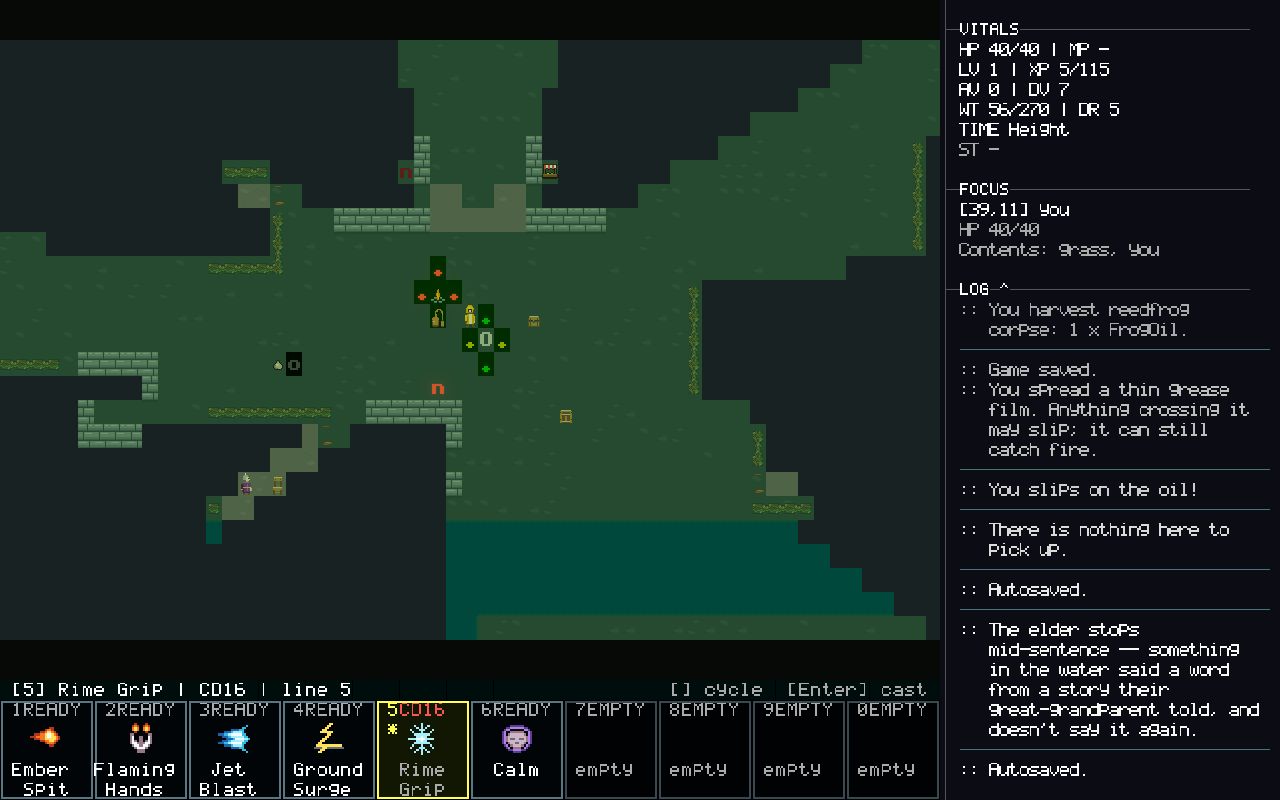 VITALS
HP 40/40 | MP -
LV 1 | XP 5/115
AV 0 | DV 7
WT 56/270 | DR 5
TIME Height
ST -
FOCUS
[39,11] You
HP 40/40
Contents: grass, You
LOG ^
:: You harvest reedfrog
corpse: 1 x FrogOil.
:: Game saved.
:: You spread a thin grease
film. Anything crossing it
may slip; it can still
catch fire.
:: You slips on the oil!
:: There is nothing here to
pick up.
:: Autosaved.
:: The elder stops
mid-sentence — something
in the water said a word
from a story their
great-grandparent told, and
doesn't say it again.
:: Autosaved.
[5] Rime Grip | CD16 | line 5
[] cycle [Enter] cast
1READY 2READY 3READY 4READY 5CD16 6READY 7EMPTY 8EMPTY 9EMPTY 0EMPTY
Ember Spit
Flaming Hands
Jet Blast
Ground Surge
Rime Grip
Calm
empty
empty
empty
empty